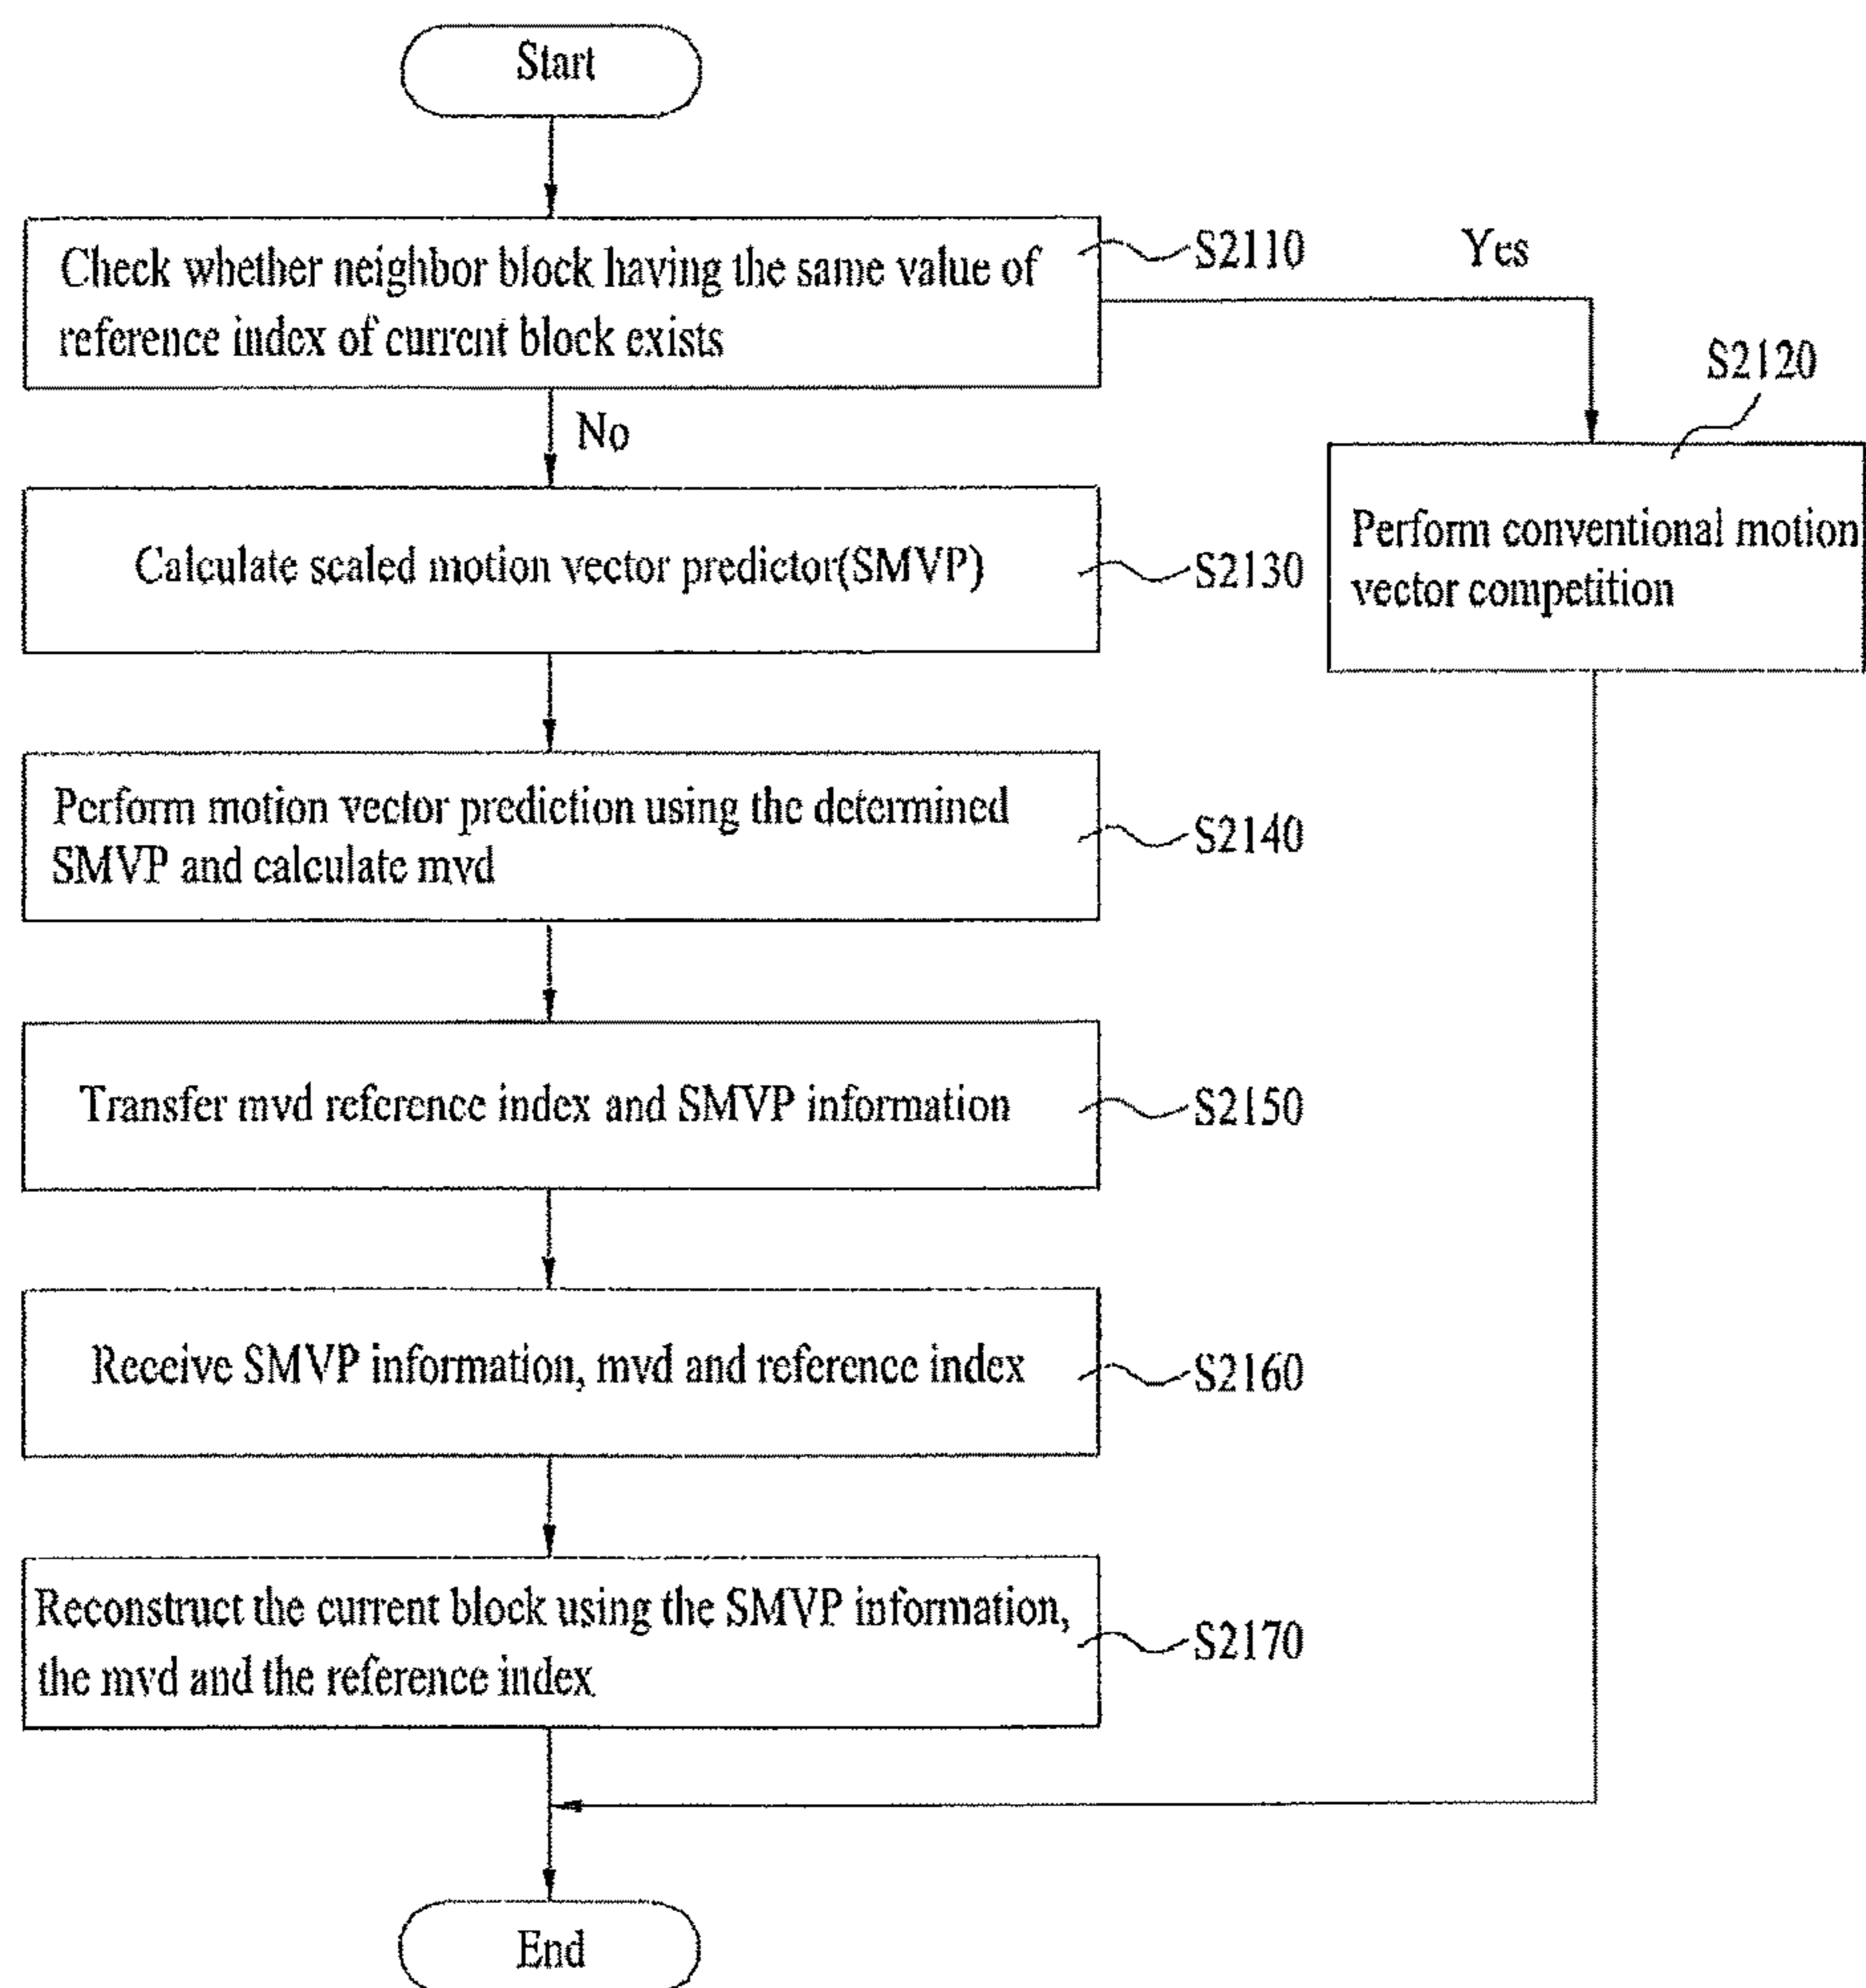 Start
Check whether neighbor block having the same value of
reference index of current block exists
S2110
Yes
No
S2120
Perform conventional motion
vector competition
Calculate scaled motion vector predictor(SMVP)
S2130
Perform motion vector prediction using the determined
SMVP and calculate mvd
S2140
Transfer mvd reference index and SMVP information
S2150
Receive SMVP information, mvd and reference index
S2160
Reconstruct the current block using the SMVP information,
the mvd and the reference index
S2170
End